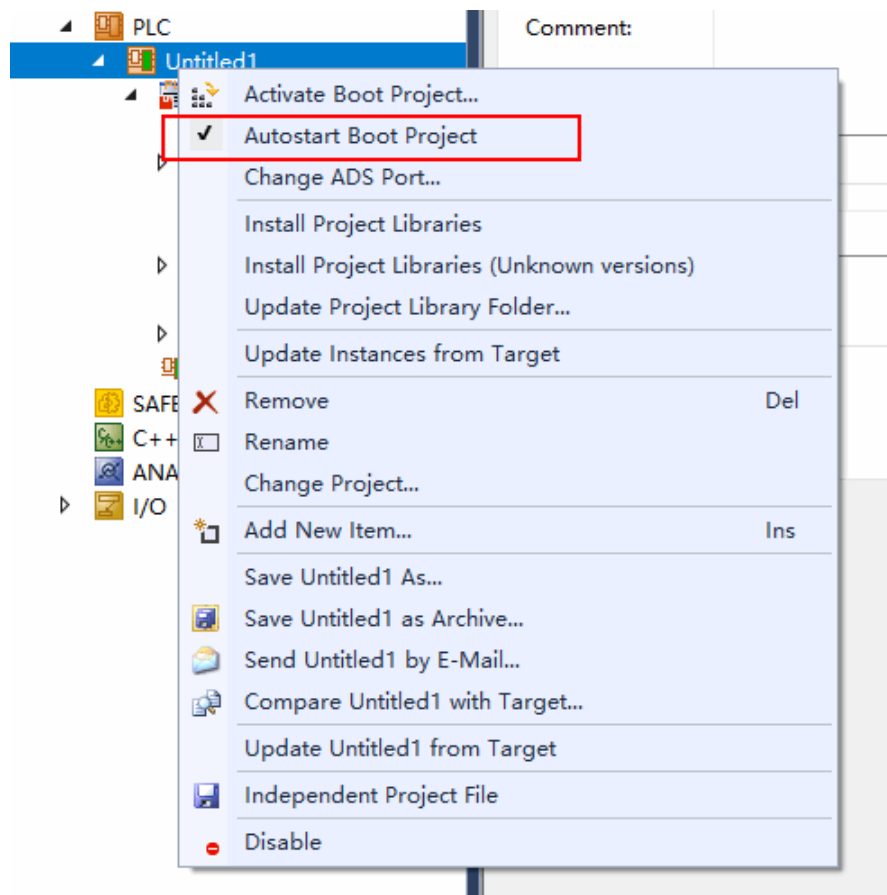 PLC
Comment:
Untitled1
Activate Boot Project...
Autostart Boot Project
Change ADS Port...
Install Project Libraries
Install Project Libraries (Unknown versions)
Update Project Library Folder...
Update Instances from Target
SAFE
Remove Del
C++
Rename
ANA
Change Project...
I/O
Add New Item... Ins
Save Untitled1 As...
Save Untitled1 as Archive...
Send Untitled1 by E-Mail...
Compare Untitled1 with Target...
Update Untitled1 from Target
Independent Project File
Disable